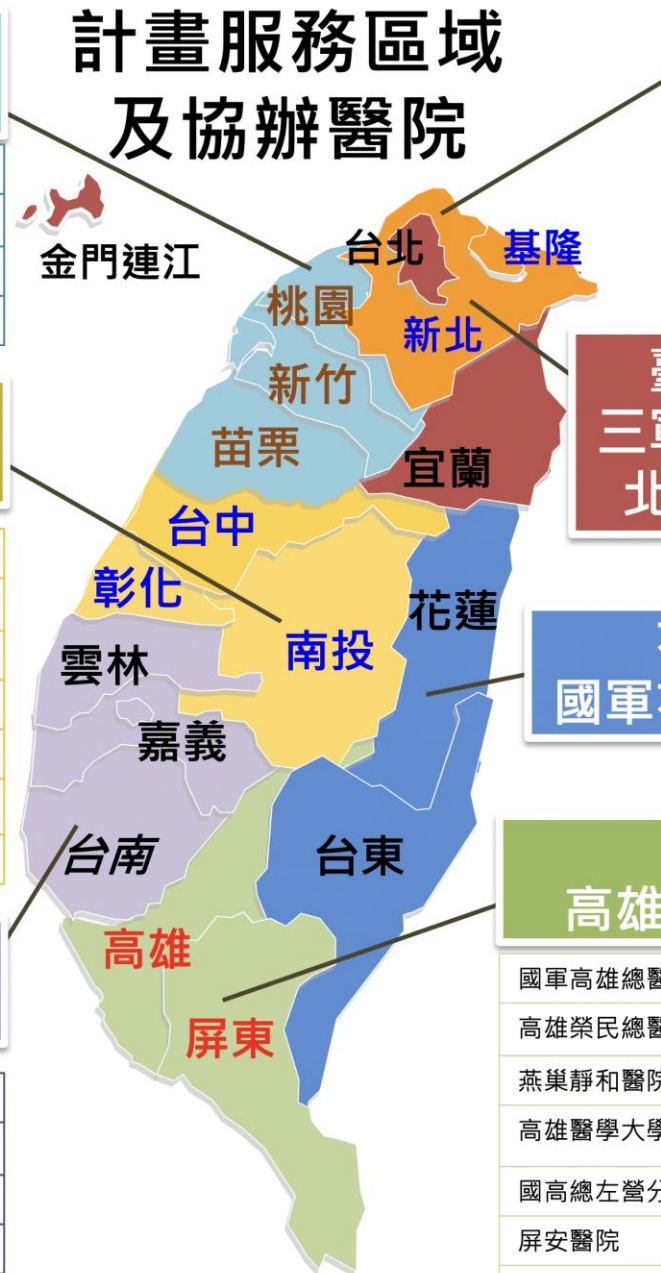 計畫服務區域
及協辦醫院
金門連江
台北
基隆
桃園
新北
新竹
苗栗
宜蘭
台中
彰化
花蓮
南投
雲林
嘉義
台南
台東
高雄
屏東
三軍
北
國軍
高雄
國軍高雄總醫
高雄榮民總醫
燕巢靜和醫院
高雄醫學大學
國高總左營分
屏安醫院